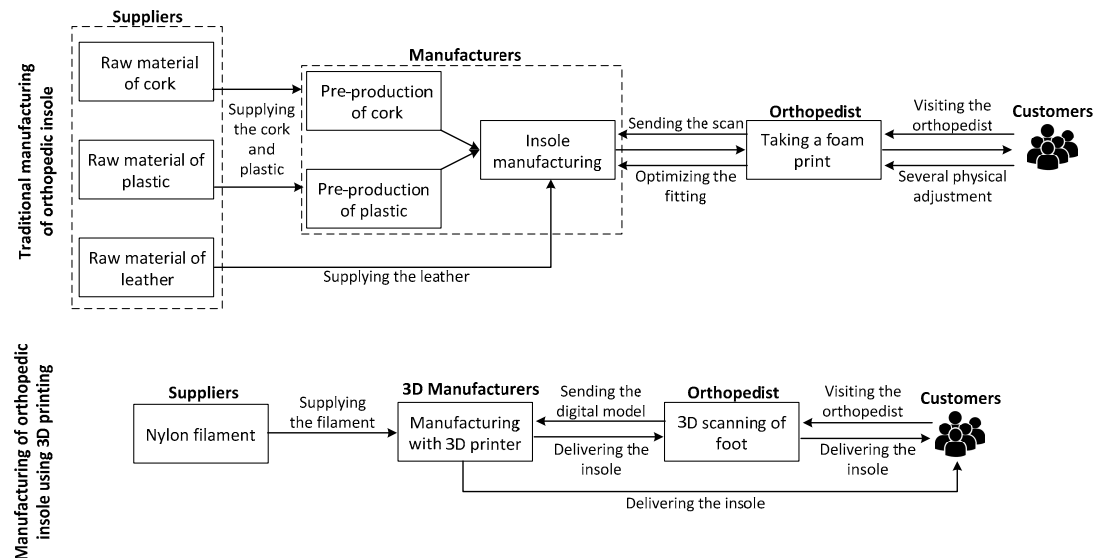 Suppliers
Raw material
of cork
Raw material of
plastic
Raw material of
leather
Supplying
the cork
and
plastic
Supplying the leather
Manufacturers
Pre-production
of cork
Pre-production
of plastic
Insole
manufacturing
Sending the scan
Optimizing the
fitting
Orthopedist
Taking a foam
print
Visiting the
orthopedist
Several physical
adjustment
Customers
Traditional manufacturing
of orthopedic insole
Manufacturing of orthopedic
insole using 3D printing
Suppliers
Nylon filament
Supplying
the filament
3D Manufacturers
Manufacturing
with 3D printer
Sending the
digital model
Delivering the
insole
Orthopedist
3D scanning of
foot
Visiting the
orthopedist
Delivering the
insole
Customers
Delivering the insole